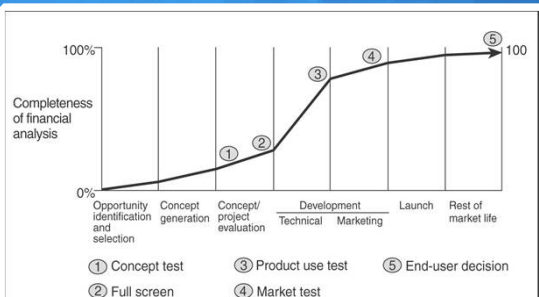 100%
5
100
4
3
Completeness
of financial
analysis
2
1
0%
Opportunity
identification
and
selection
Concept
generation
Concept/
project
evaluation
Development
Technical Marketing
Launch
Rest of
market life
1 Concept test
3 Product use test
5 End-user decision
2 Full screen
4 Market test